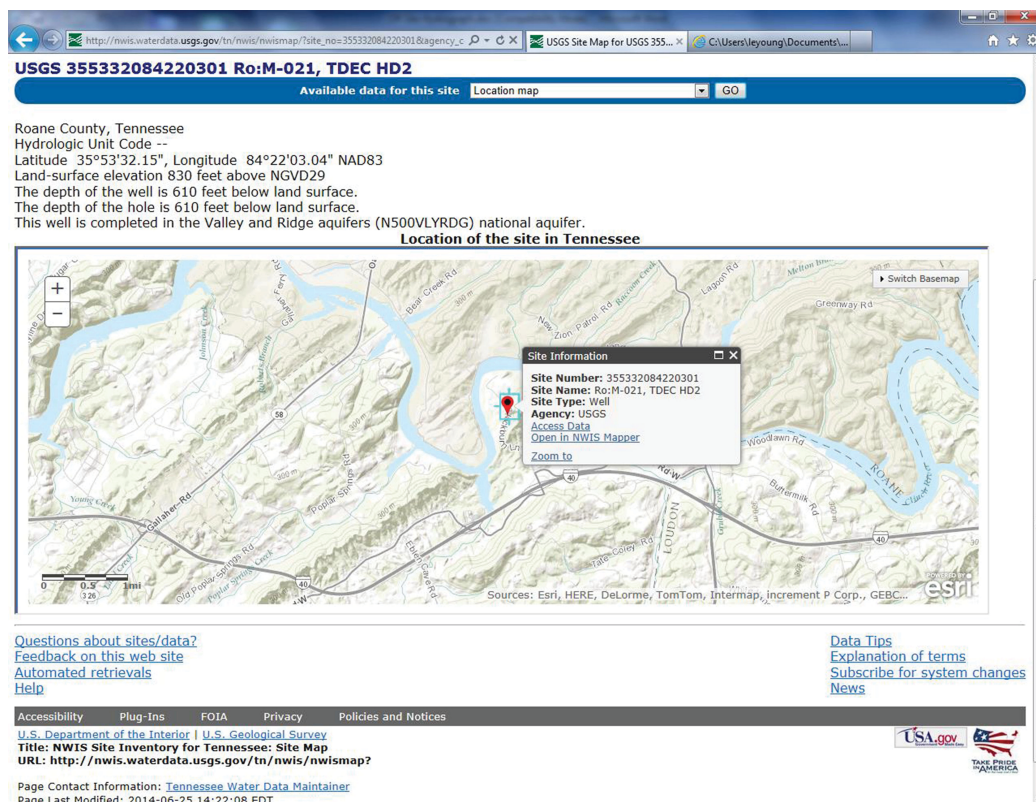 http://nwis.waterdata.usgs.gov/tn/nwis/nwismap/?site_no=355332084220301&agency_c
USGS Site Map for USGS 355...
C:\Users\leyoung\Documents\...
USGS 355332084220301 Ro:M-021, TDEC HD2
Available data for this site Location map GO
Roane County, Tennessee
Hydrologic Unit Code --
Latitude 35°53'32.15", Longitude 84°22'03.04" NAD83
Land-surface elevation 830 feet above NGVD29
The depth of the well is 610 feet below land surface.
The depth of the hole is 610 feet below land surface.
This well is completed in the Valley and Ridge aquifers (N500VLYRDG) national aquifer.
Location of the site in Tennessee
+
−
Switch Basemap
Bear Creek Rd
300 m
Raccoon Creek
Lagoon Rd
Melton
Greenway Rd
New Zion Patrol Rd
Johnson Creek
58
Site Information
Site Number: 355332084220301
Site Name: Ro:M-021, TDEC HD2
Site Type: Well
Agency: USGS
Access Data
Open in NWIS Mapper
Zoom to
Woodlawn Rd
ROANE
40
Buttermilk Rd
300 m
Young Creek
Gallaher-Rd
Poplar Springs Rd
LOUDON
Tate Coley Rd
40
Old Poplar Springs Rd
Poplar Springs Creek
40
0 0.5 1mi
326
Sources: Esri, HERE, DeLorme, TomTom, Intermap, increment P Corp., GEBC...
esri
Questions about sites/data?
Feedback on this web site
Automated retrievals
Help
Data Tips
Explanation of terms
Subscribe for system changes
News
Accessibility Plug-Ins FOIA Privacy Policies and Notices
U.S. Department of the Interior | U.S. Geological Survey
Title: NWIS Site Inventory for Tennessee: Site Map
URL: http://nwis.waterdata.usgs.gov/tn/nwis/nwismap?
USA.gov
TAKE PRIDE
IN AMERICA
Page Contact Information: Tennessee Water Data Maintainer
Page Last Modified: 2014-06-25 14:22:08 EDT